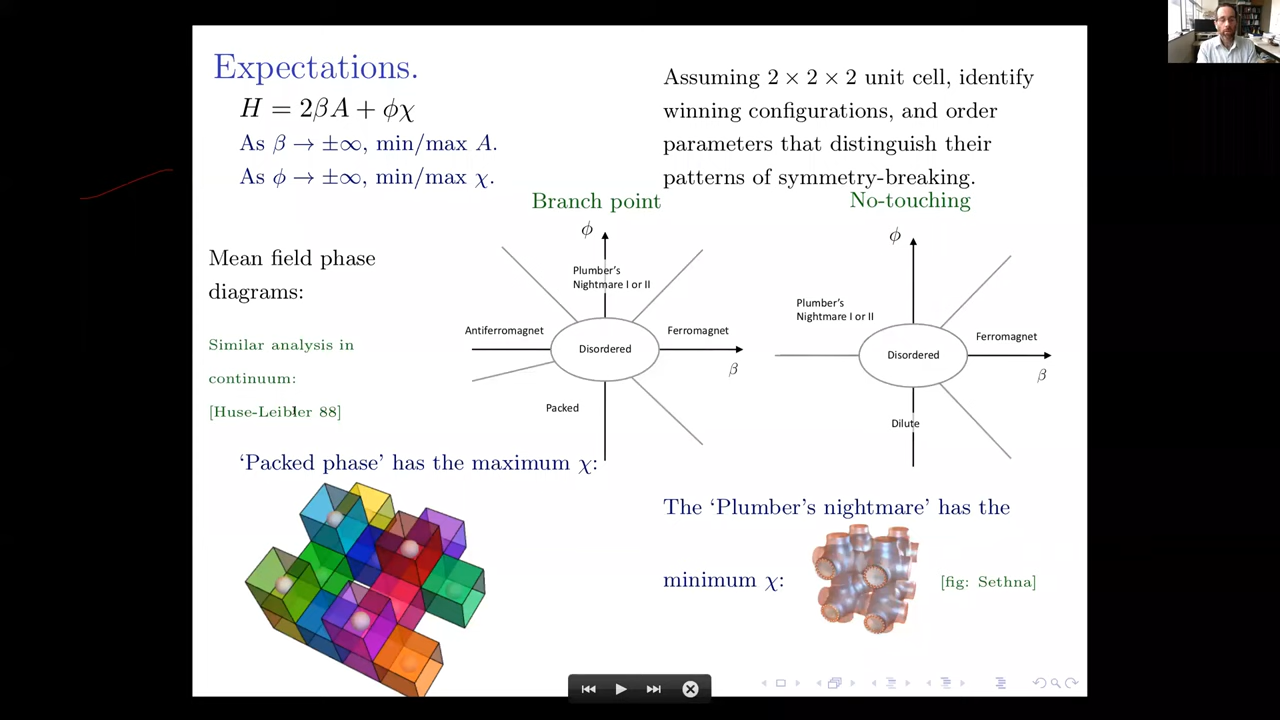 Expectations.
H = 2βA + φχ
As β → ±∞, min/max A.
As φ → ±∞, min/max χ.
Assuming 2 × 2 × 2 unit cell, identify
winning configurations, and order
parameters that distinguish their
patterns of symmetry-breaking.
Mean field phase
diagrams:
Similar analysis in
continuum:
[Huse-Leibler 88]
Branch point
φ
Plumber's
Nightmare I or II
Antiferromagnet
Ferromagnet
Disordered
β
Packed
No-touching
φ
Plumber's
Nightmare I or II
Ferromagnet
Disordered
β
Dilute
'Packed phase' has the maximum χ:
The 'Plumber's nightmare' has the
minimum χ:
[fig: Sethna]